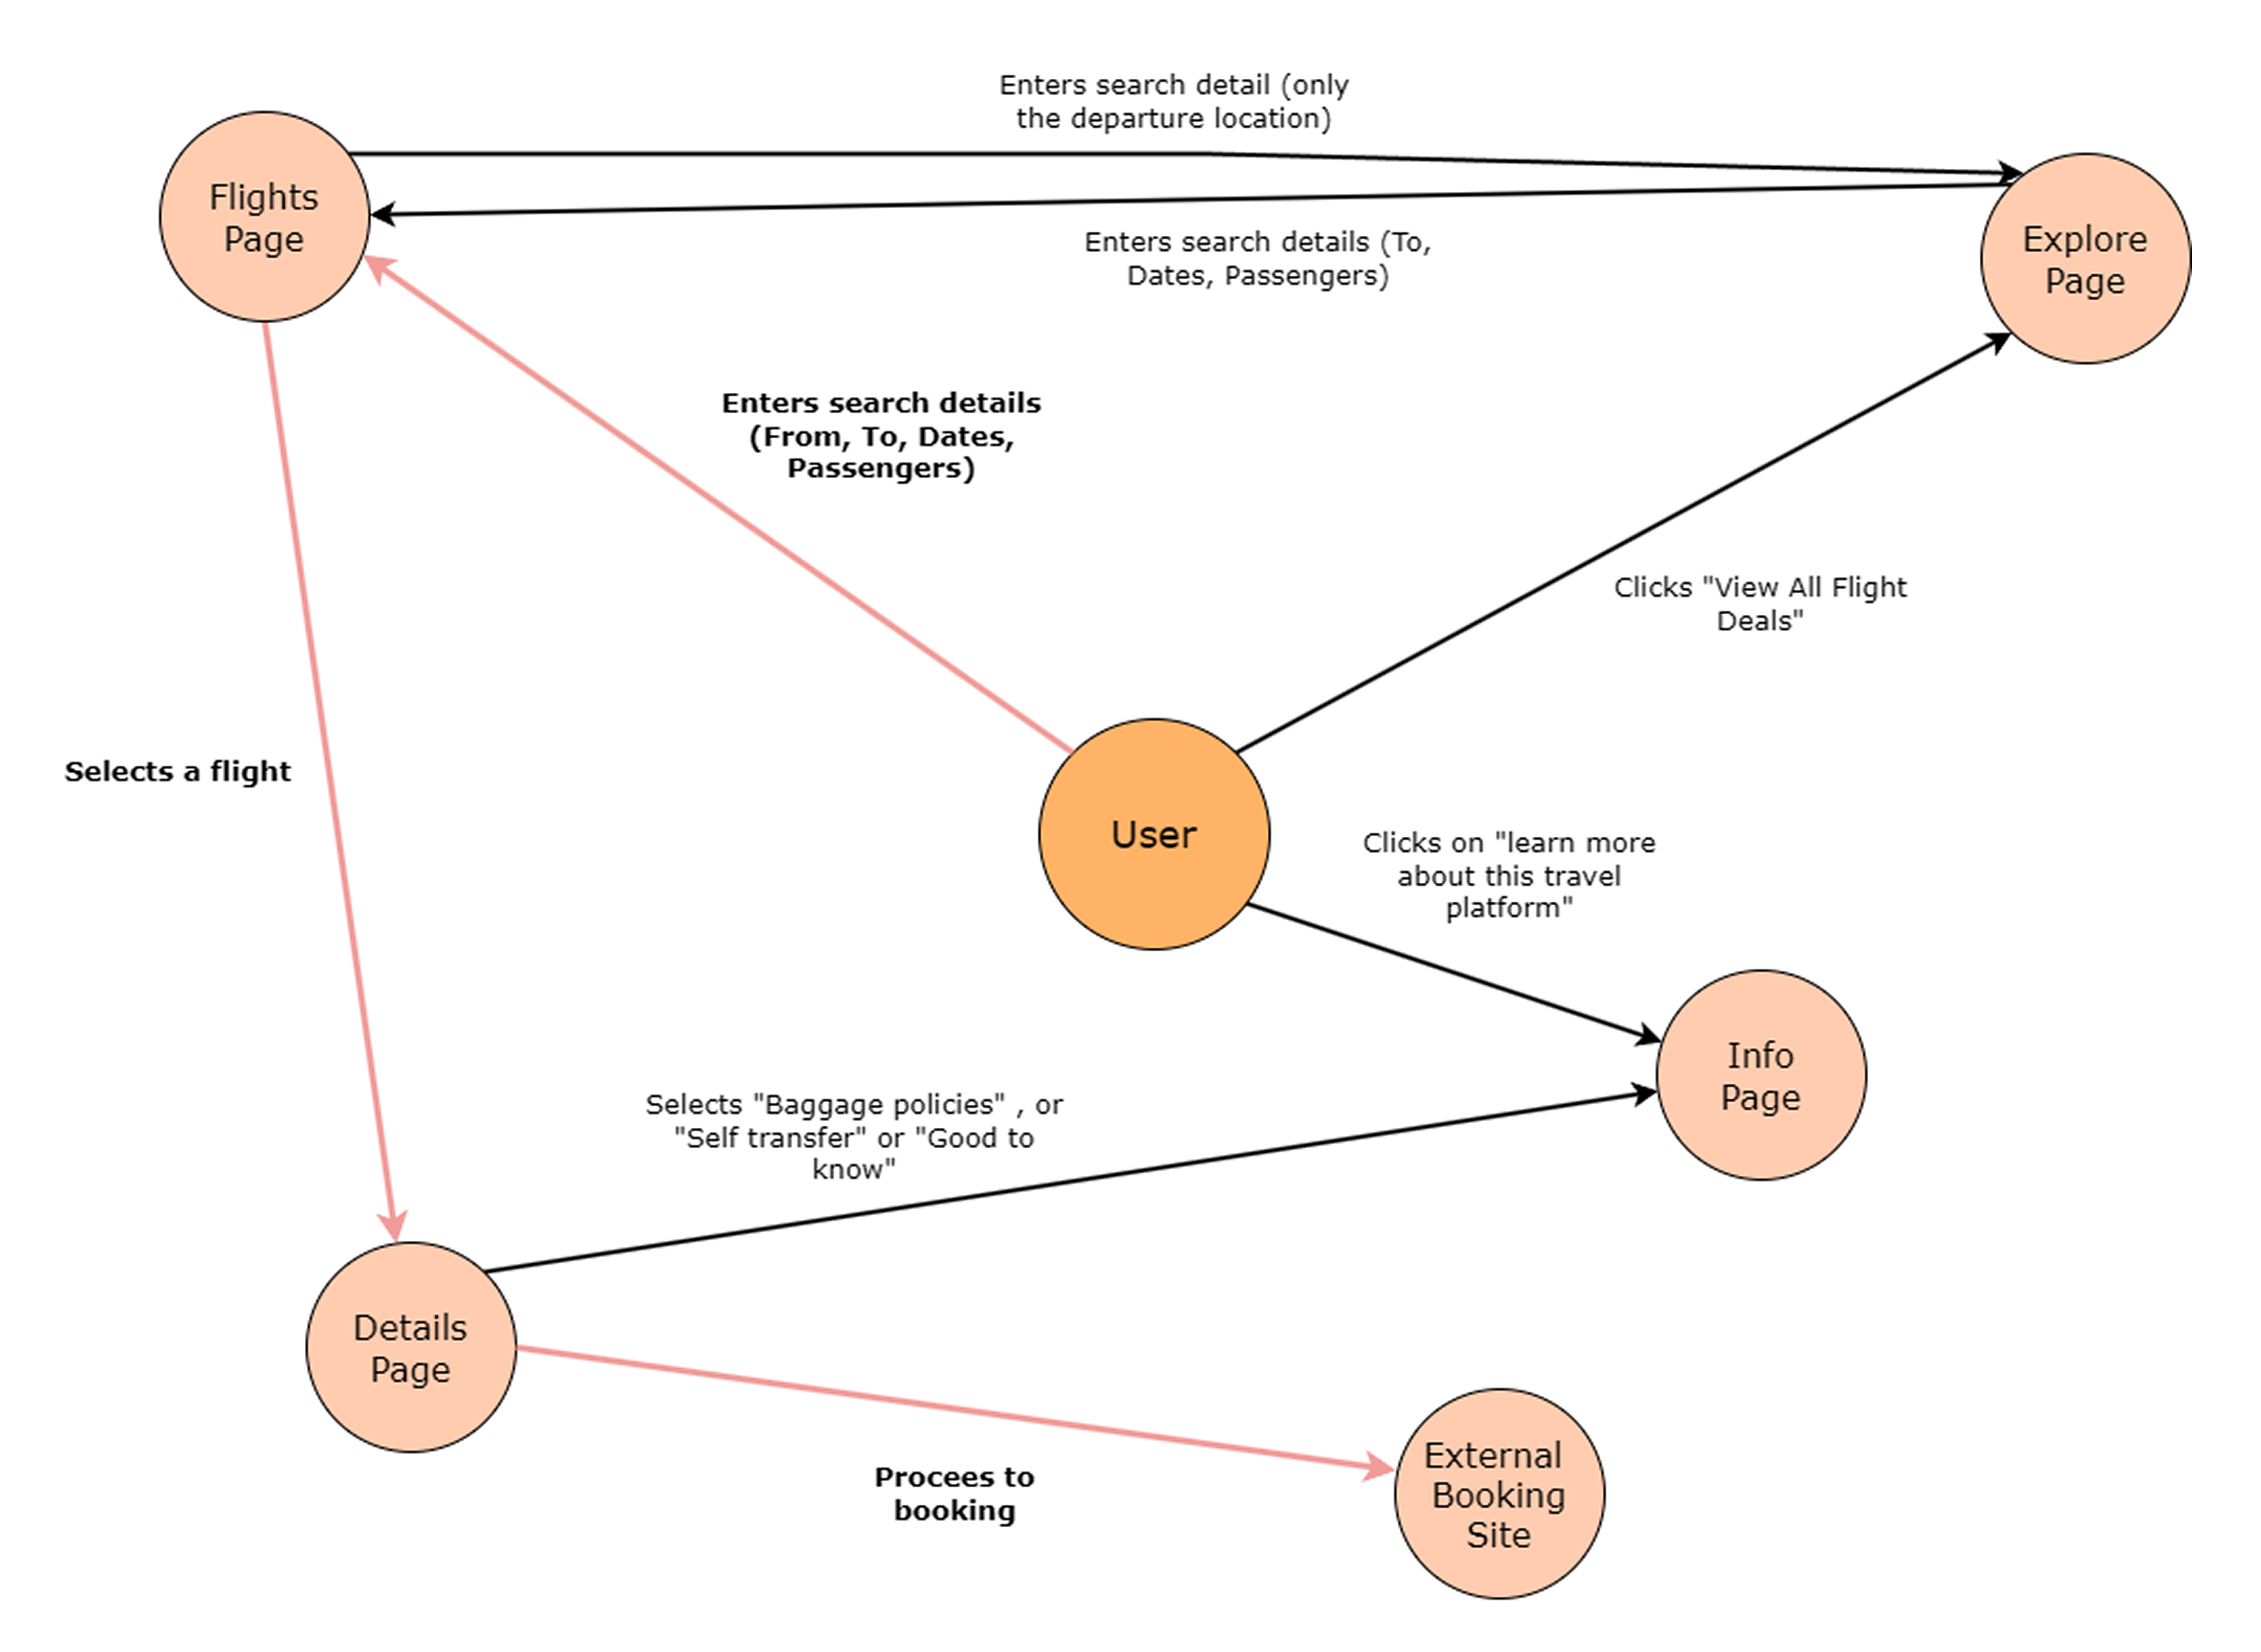 Enters search detail (only
the departure location)
Flights
Page
Explore
Page
Enters search details (To,
Dates, Passengers)
Enters search details
(From, To, Dates,
Passengers)
Clicks "View All Flight
Deals"
Selects a flight
User
Clicks on "learn more
about this travel
platform"
Info
Page
Selects "Baggage policies" , or
"Self transfer" or "Good to
know"
Details
Page
Procees to
booking
External
Booking
Site